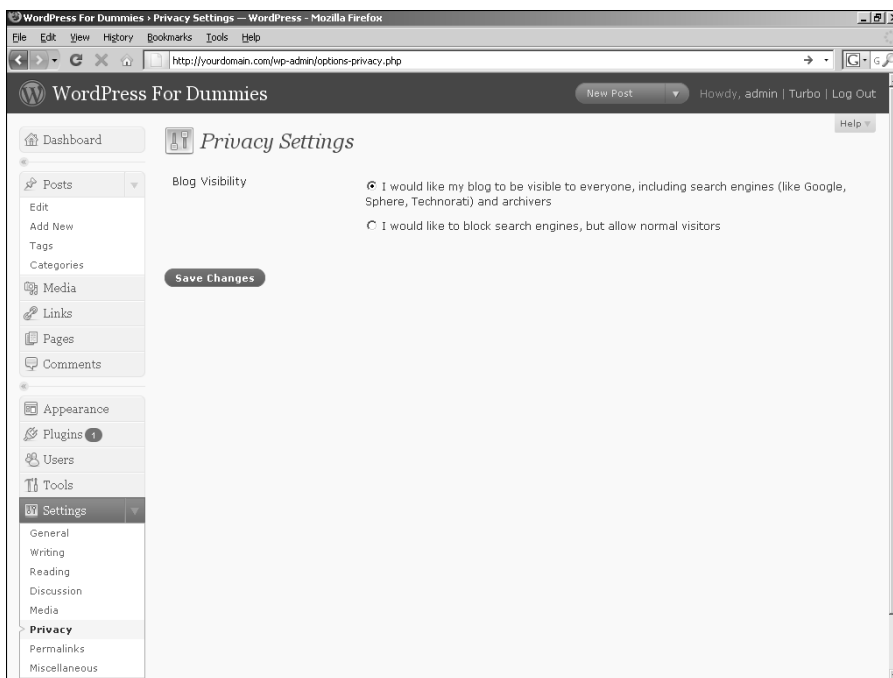 WordPress For Dummies › Privacy Settings — WordPress - Mozilla Firefox
File Edit View History Bookmarks Tools Help
http://yourdomain.com/wp-admin/options-privacy.php
WordPress For Dummies
New Post
Howdy, admin | Turbo | Log Out
Help
Dashboard
Privacy Settings
Blog Visibility
I would like my blog to be visible to everyone, including search engines (like Google,
Sphere, Technorati) and archivers
I would like to block search engines, but allow normal visitors
Save Changes
Posts
Edit
Add New
Tags
Categories
Media
Links
Pages
Comments
Appearance
Plugins 1
Users
Tools
Settings
General
Writing
Reading
Discussion
Media
Privacy
Permalinks
Miscellaneous